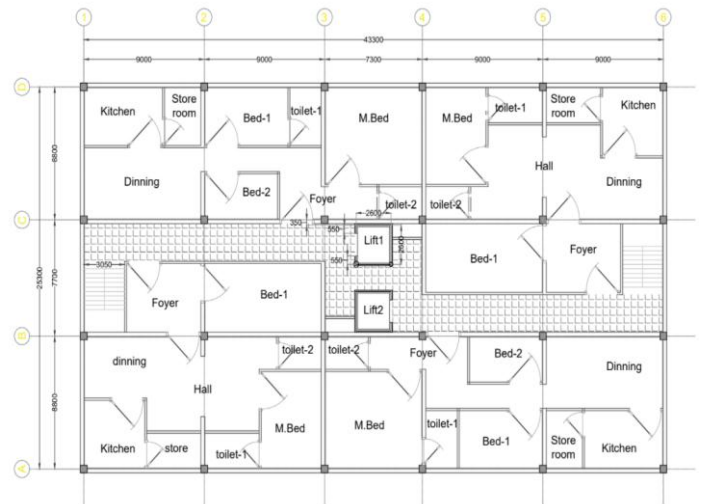 1 2 3 4 5 6
43300
9000 9000 7300 9000 9000
D
Kitchen Store room Bed-1 toilet-1 M.Bed M.Bed toilet-1 Store room Kitchen
Hall
Dinning Bed-2 Foyer toilet-2 toilet-2 Dinning
C
350 2600
550 Lift1
Bed-1 Foyer
550
3050
Foyer Bed-1 Lift2
7700
25300
B
dinning toilet-2 toilet-2 Foyer Bed-2 Dinning
Hall
8800
M.Bed M.Bed toilet-1
Kitchen store toilet-1 Bed-1 Store room Kitchen
A